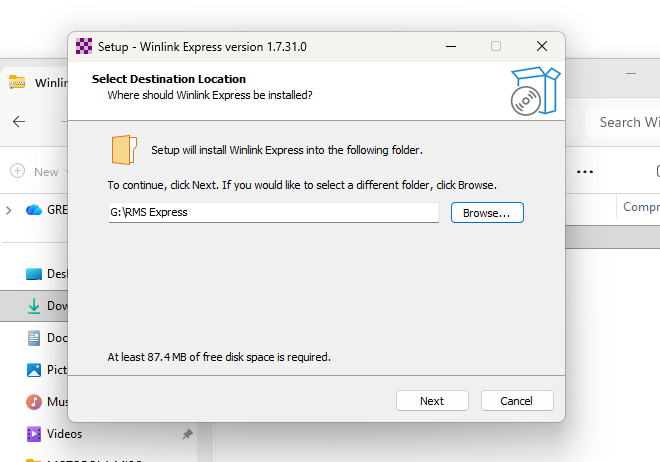 Setup - Winlink Express version 1.7.31.0
Select Destination Location
Where should Winlink Express be installed?
Setup will install Winlink Express into the following folder.
To continue, click Next. If you would like to select a different folder, click Browse.
G:\RMS Express
Browse...
At least 87.4 MB of free disk space is required.
Next
Cancel
Winlin
Search Wi
New
...
GRE
Compr
Desk
Dow
Doc
Pict
Mus
Videos